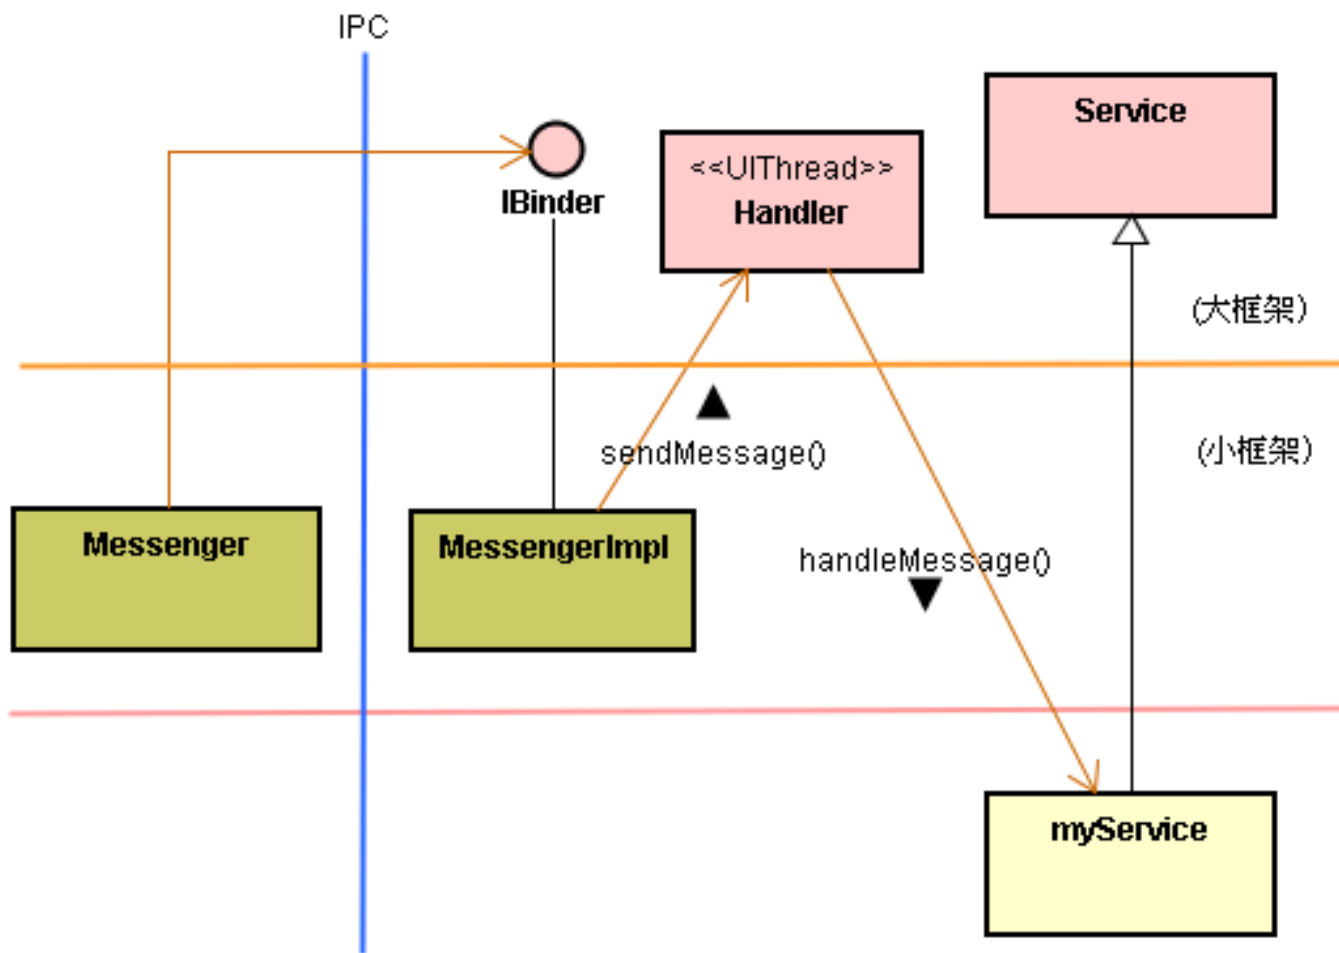 IPC
Service
<<UIThread>>
Handler
IBinder
(大框架)
sendMessage()
(小框架)
Messenger
MessengerImpl
handleMessage()
myService